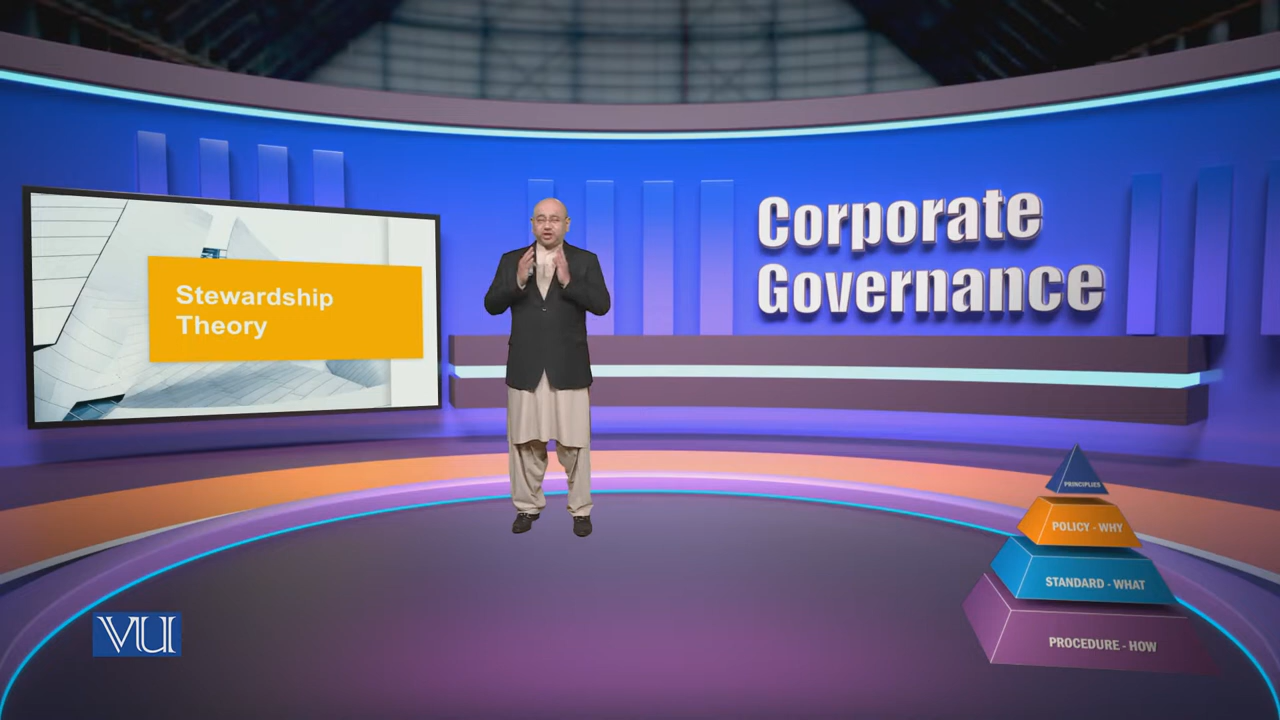 Stewardship
Theory
Corporate
Governance
PRINCIPLES
POLICY - WHY
STANDARD - WHAT
PROCEDURE - HOW
VU